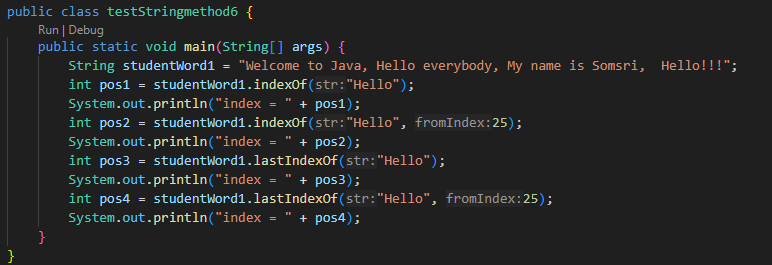 public class testStringmethod6 {
Run | Debug
public static void main(String[] args) {
String studentWord1 = "Welcome to Java, Hello everybody, My name is Somsri,  Hello!!!";
int pos1 = studentWord1.indexOf(str:"Hello");
System.out.println("index = " + pos1);
int pos2 = studentWord1.indexOf(str:"Hello", fromIndex:25);
System.out.println("index = " + pos2);
int pos3 = studentWord1.lastIndexOf(str:"Hello");
System.out.println("index = " + pos3);
int pos4 = studentWord1.lastIndexOf(str:"Hello", fromIndex:25);
System.out.println("index = " + pos4);
}
}